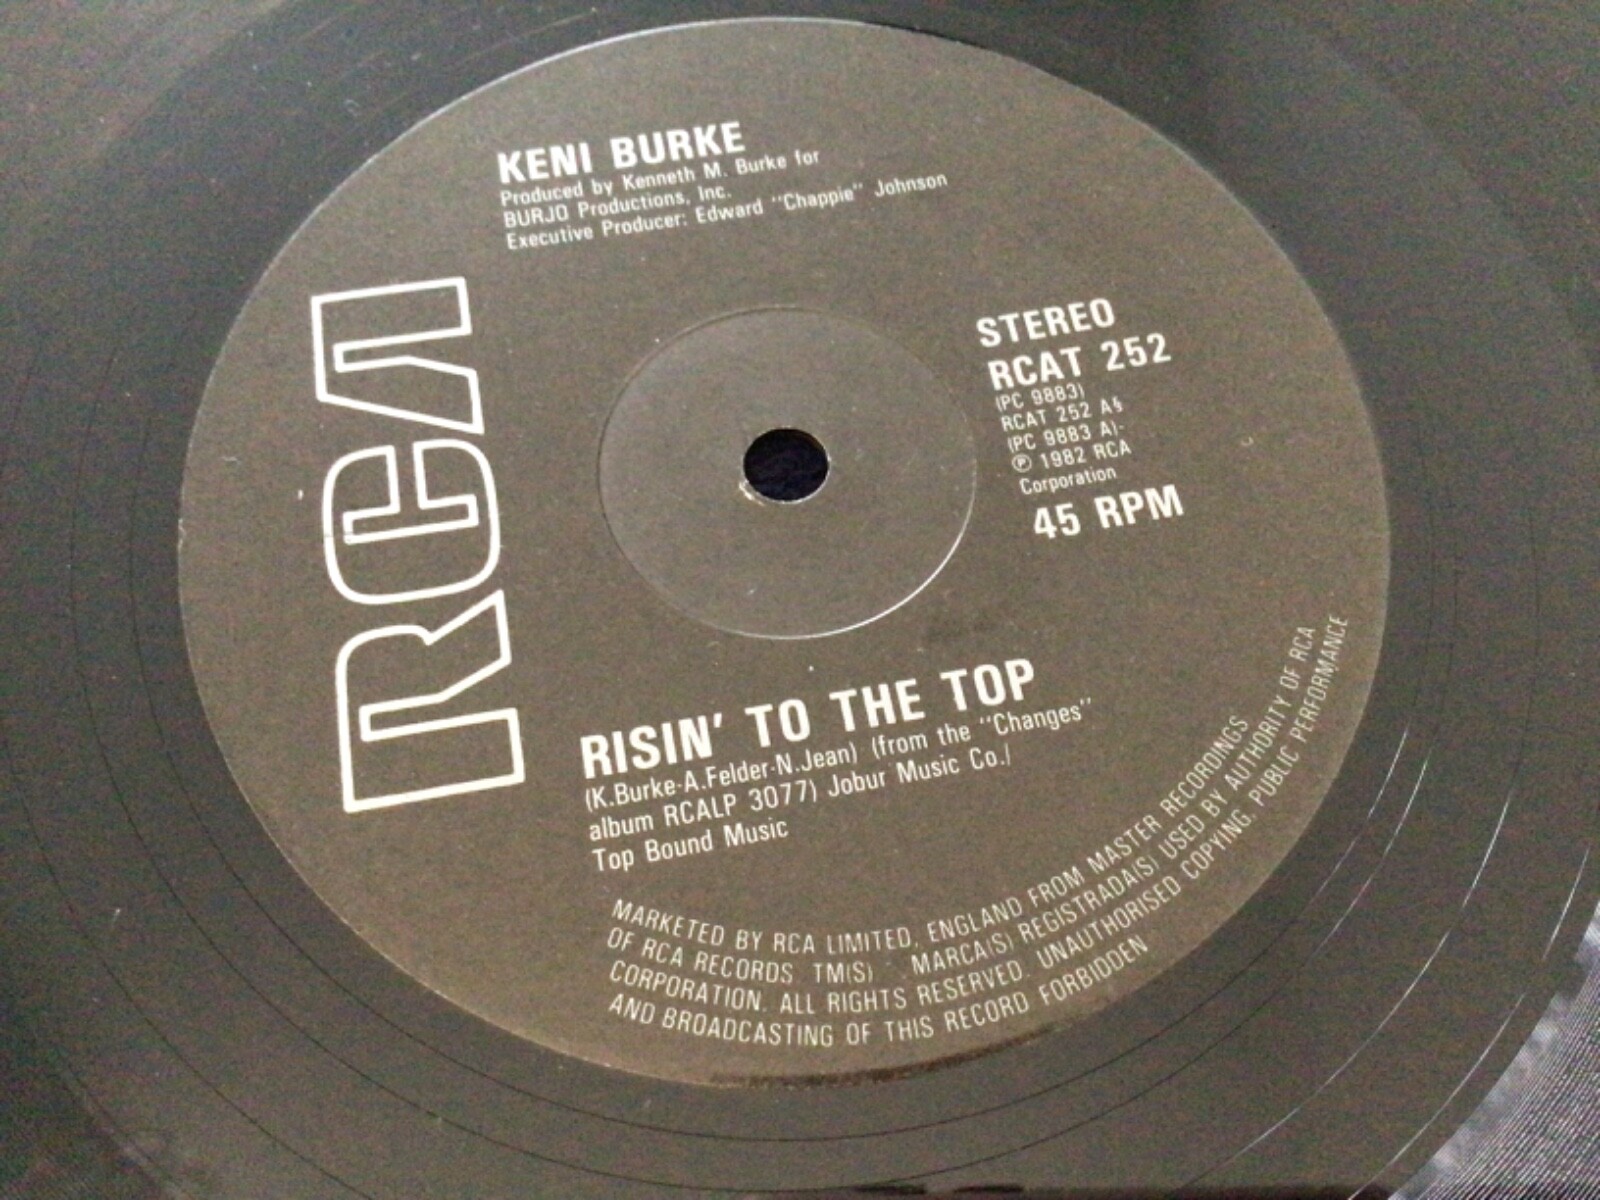 KENI BURKE
Produced by Kenneth M. Burke for
BURJO Productions, Inc.
Executive Producer: Edward "Chappie" Johnson
RCA
STEREO
RCAT 252
(PC 9883)
RCAT 252 A§
(PC 9883 A)-
℗ 1982 RCA
Corporation
45 RPM
RISIN' TO THE TOP
(K.Burke-A.Felder-N.Jean) (from the "Changes"
album RCALP 3077) Jobur Music Co./
Top Bound Music
MARKETED BY RCA LIMITED, ENGLAND FROM MASTER RECORDINGS
OF RCA RECORDS. TM(S) MARCA(S) REGISTRADA(S) USED BY AUTHORITY OF RCA
CORPORATION. ALL RIGHTS RESERVED. UNAUTHORISED COPYING, PUBLIC PERFORMANCE
AND BROADCASTING OF THIS RECORD FORBIDDEN